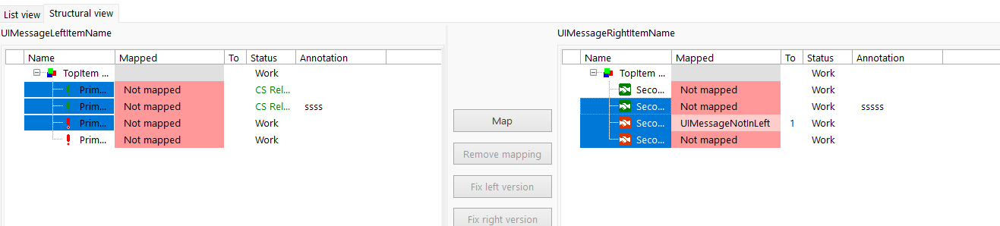 List view
Structural view
UIMessageLeftItemName
Name Mapped To Status Annotation
TopItem ... Work
Prim... Not mapped CS Rel...
Prim... Not mapped CS Rel... ssss
Prim... Not mapped Work
Prim... Not mapped Work
Map
Remove mapping
Fix left version
Fix right version
UIMessageRightItemName
Name Mapped To Status Annotation
TopItem ... Work
Seco... Not mapped Work
Seco... Not mapped Work sssss
Seco... UIMessageNotInLeft 1 Work
Seco... Not mapped Work